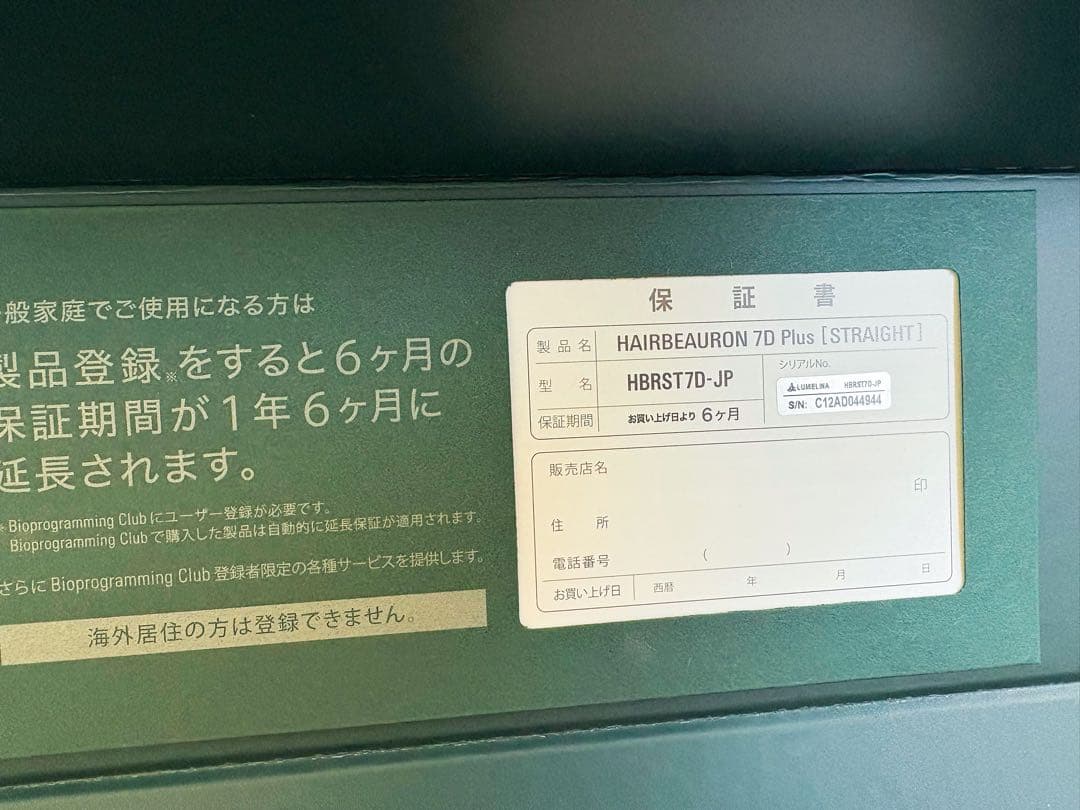 般家庭でご使用になる方は
製品登録※をすると6ヶ月の
保証期間が1年6ヶ月に
延長されます。
※Bioprogramming Clubにユーザー登録が必要です。
Bioprogramming Clubで購入した製品は自動的に延長保証が適用されます。
さらにBioprogramming Club登録者限定の各種サービスを提供します。
海外居住の方は登録できません。
保証書
製品名 HAIRBEAURON 7D Plus [STRAIGHT]
型名 HBRST7D-JP
シリアルNo.
LUMIELINA HBRST7D-JP
S/N: C12AD044944
保証期間 お買い上げ日より 6ヶ月
販売店名
印
住所
電話番号 ( )
お買い上げ日 西暦 年 月 日